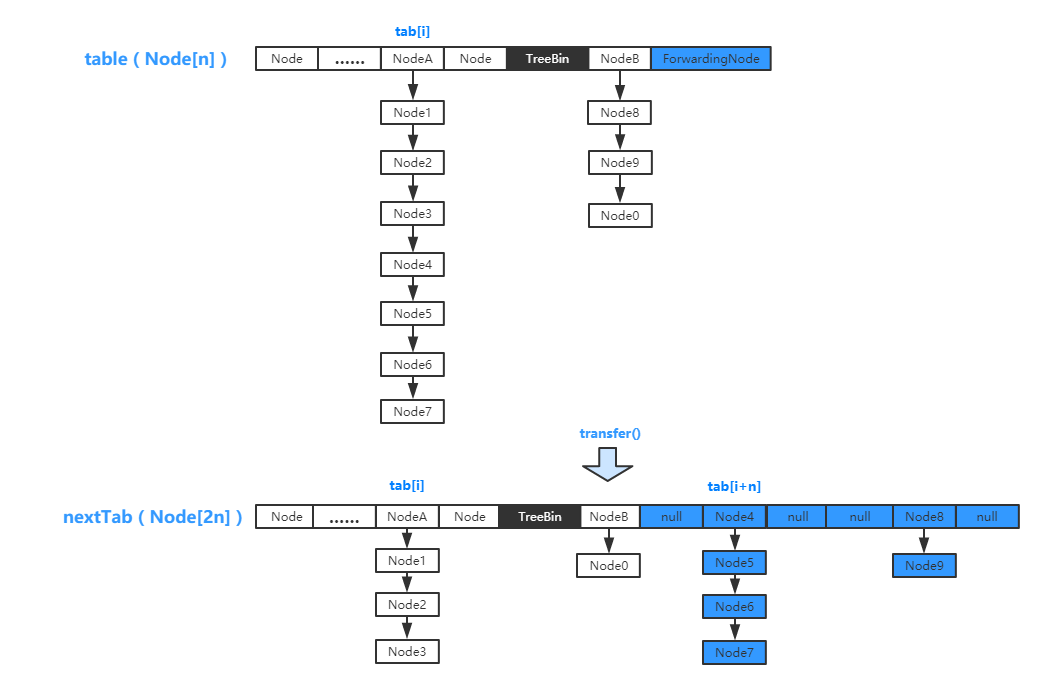 tab[i]
table ( Node[n] ) Node ...... NodeA Node TreeBin NodeB ForwardingNode
Node1 Node8
Node2 Node9
Node3 Node0
Node4
Node5
Node6
Node7
transfer()
tab[i] tab[i+n]
nextTab ( Node[2n] ) Node ...... NodeA Node TreeBin NodeB null Node4 null null Node8 null
Node1 Node0 Node5 Node9
Node2 Node6
Node3 Node7